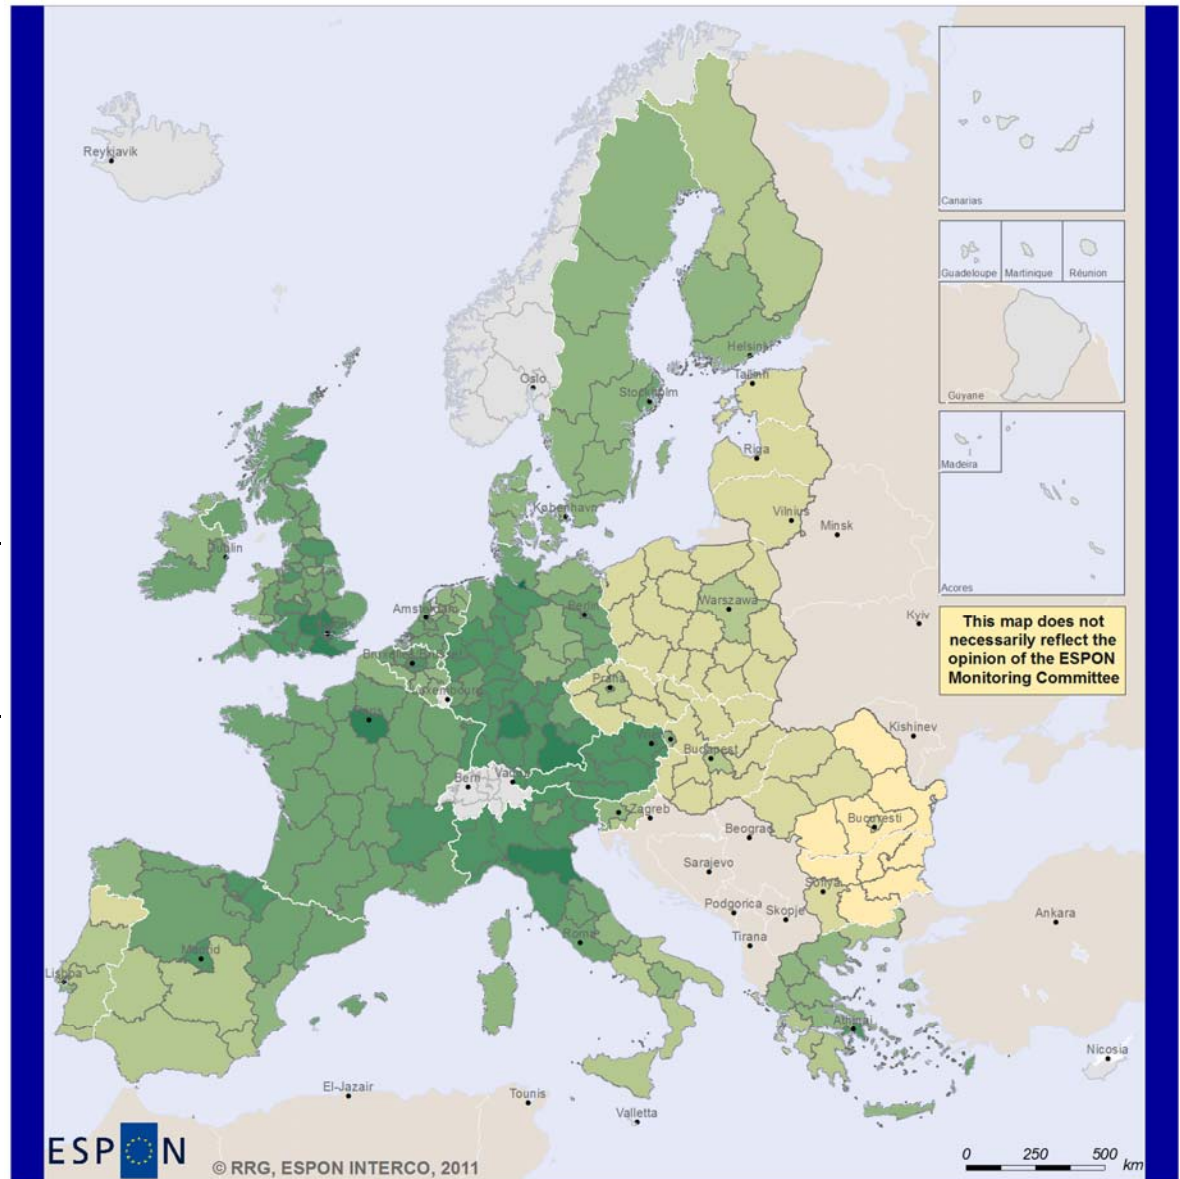 Reykjavik
Canarias
Guadeloupe
Martinique
Réunion
Guyane
Madeira
Acores
Oslo
Stockholm
Helsinki
Tallinn
Riga
Vilnius
Minsk
København
Dublin
Amsterdam
Berlin
Warszawa
Kyiv
This map does not
necessarily reflect the
opinion of the ESPON
Monitoring Committee
Praha
Kishinev
Budapest
Bern
Zagreb
Beograd
Bucuresti
Sarajevo
Sofiya
Podgorica
Skopje
Tirana
Ankara
Roma
Madrid
Lisboa
Athinai
Nicosia
El-Jazair
Tounis
Valletta
ESPON
© RRG, ESPON INTERCO, 2011
0 250 500 km